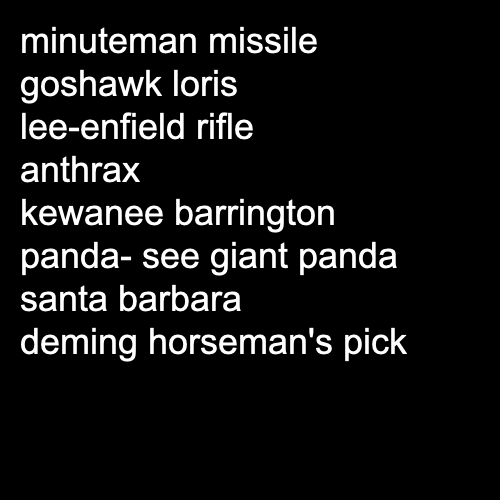 minuteman missile
goshawk loris
lee-enfield rifle
anthrax
kewanee barrington
panda- see giant panda
santa barbara
deming horseman's pick